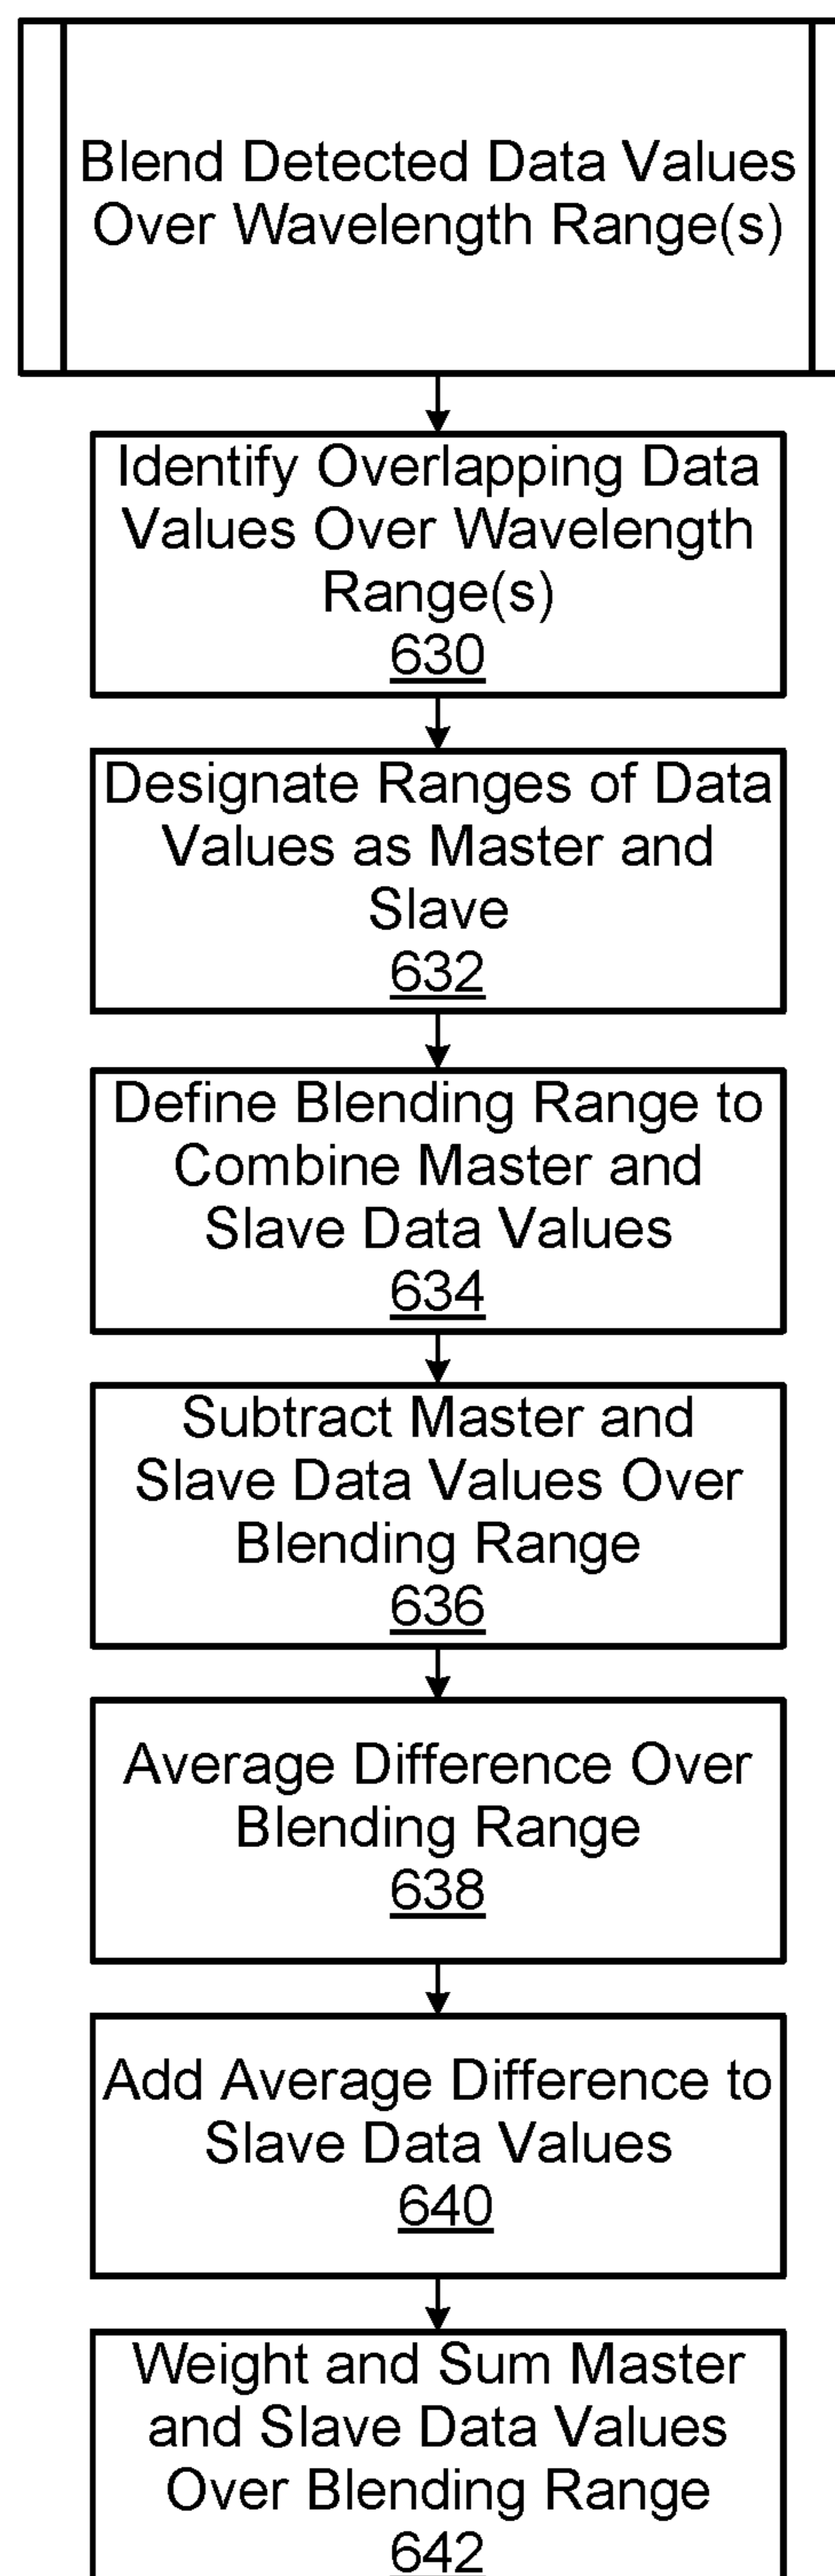 Blend Detected Data Values
Over Wavelength Range(s)
Identify Overlapping Data
Values Over Wavelength
Range(s)
630
Designate Ranges of Data
Values as Master and
Slave
632
Define Blending Range to
Combine Master and
Slave Data Values
634
Subtract Master and
Slave Data Values Over
Blending Range
636
Average Difference Over
Blending Range
638
Add Average Difference to
Slave Data Values
640
Weight and Sum Master
and Slave Data Values
Over Blending Range
642